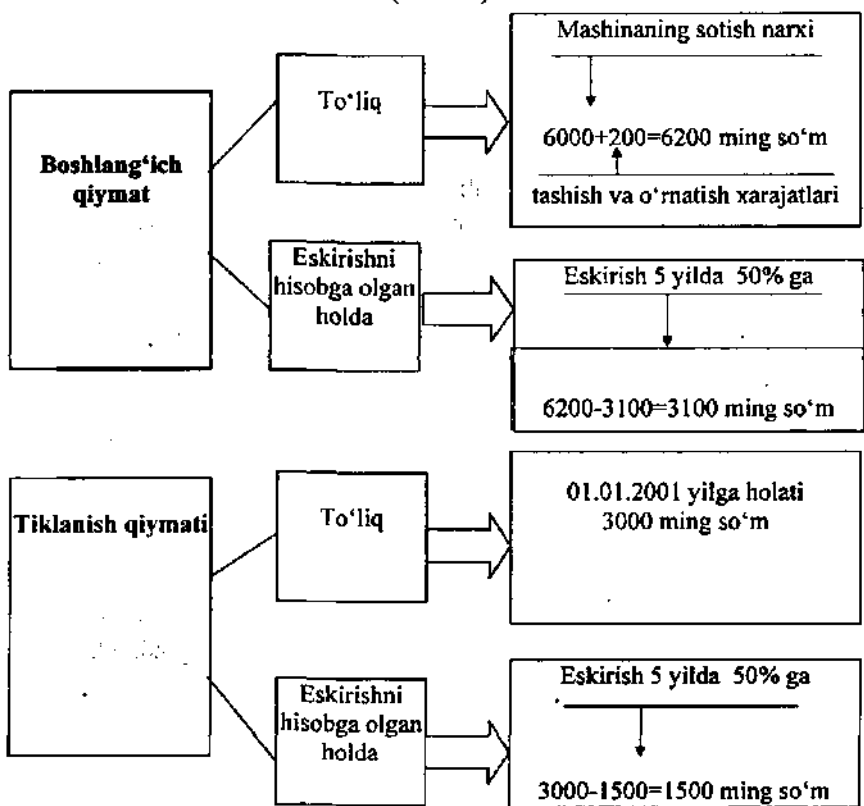 Mashinaning sotish narxi
To‘liq
6000+200=6200 ming so‘m
Boshlang‘ich
qiymat
tashish va o‘rnatish xarajatlari
Eskirishni
hisobga olgan
holda
Eskirish 5 yilda 50% ga
6200-3100=3100 ming so‘m
Tiklanish qiymati
To‘liq
01.01.2001 yilga holati
3000 ming so‘m
Eskirishni
hisobga olgan
holda
Eskirish 5 yilda 50% ga
3000-1500=1500 ming so‘m